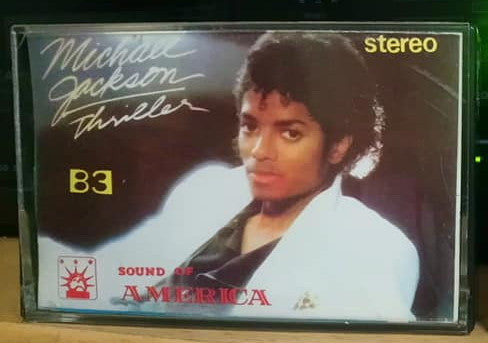 Michael
Jackson
Thriller
stereo
B3
SOUND OF
AMERICA